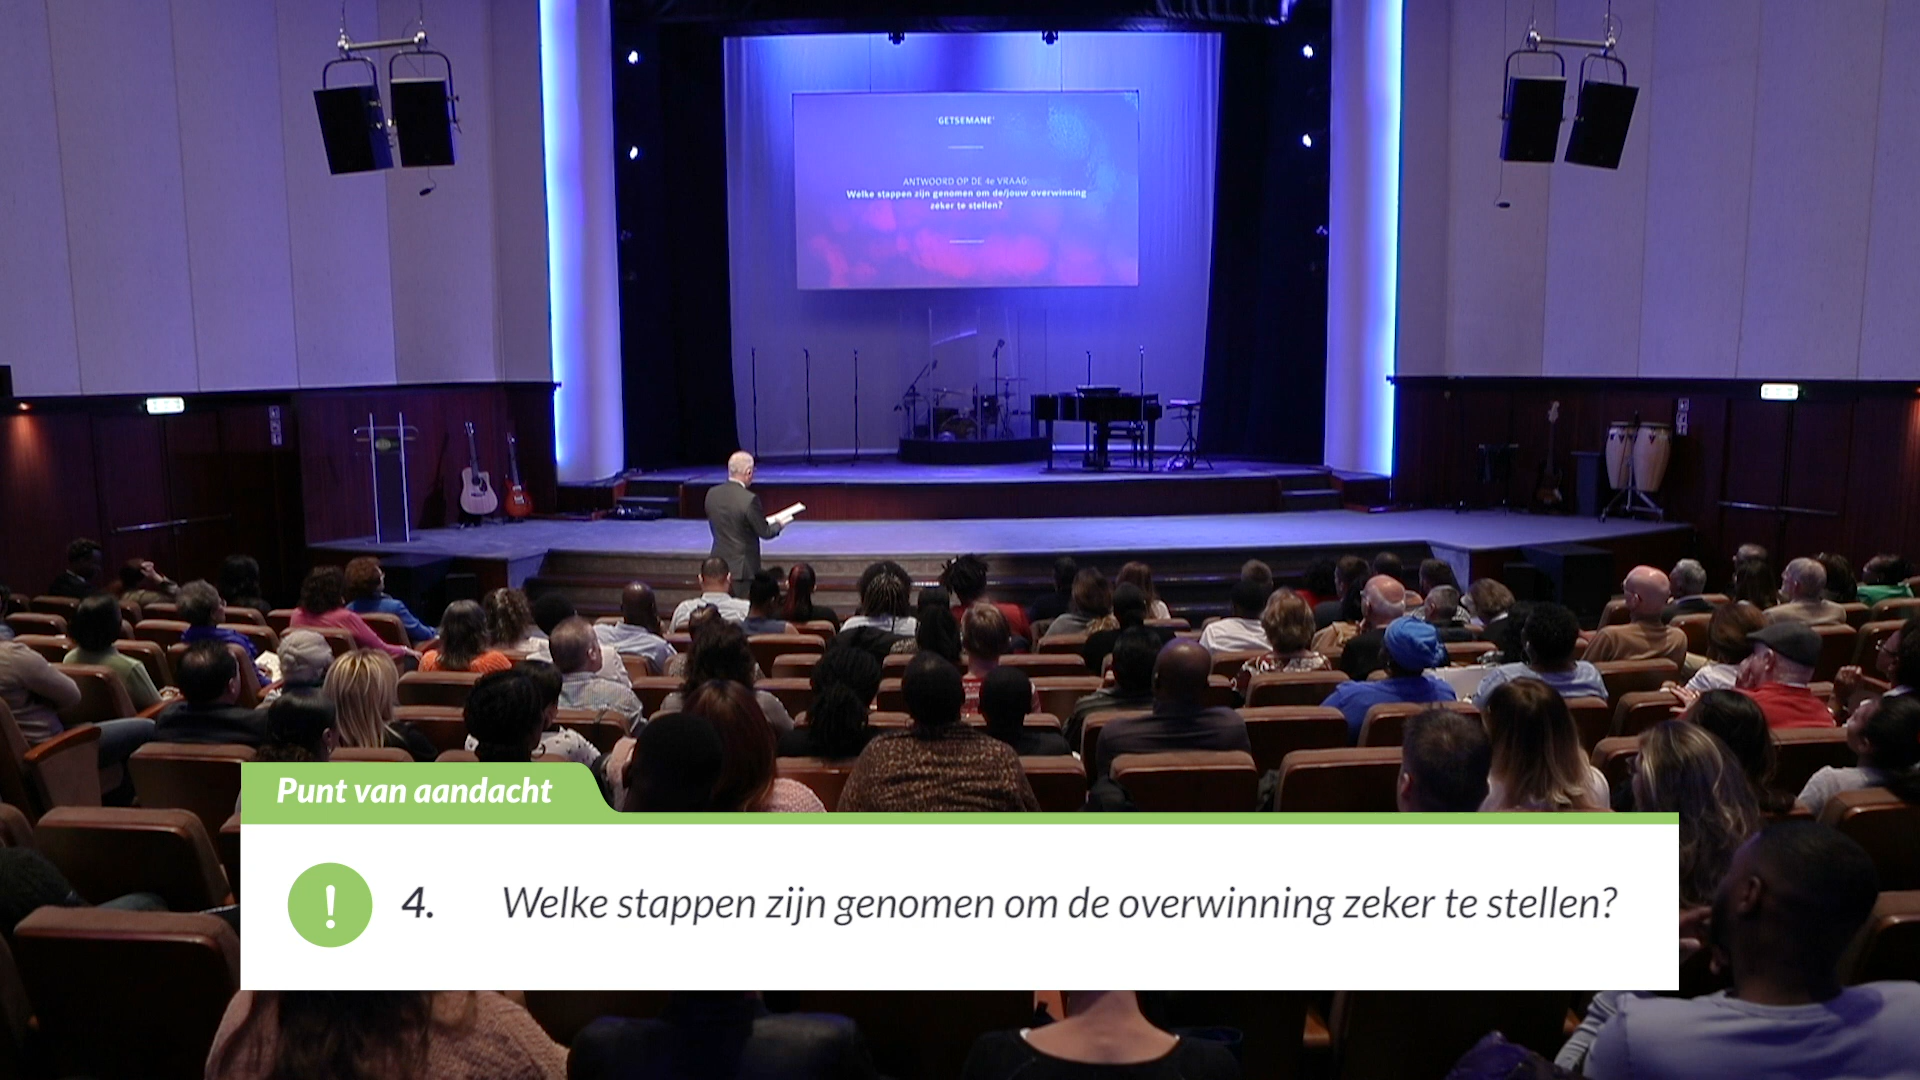 'GETSEMANE'
ANTWOORD OP DE 4e VRAAG:
Welke stappen zijn genomen om de/jouw overwinning
zeker te stellen?
Punt van aandacht
!
4. Welke stappen zijn genomen om de overwinning zeker te stellen?